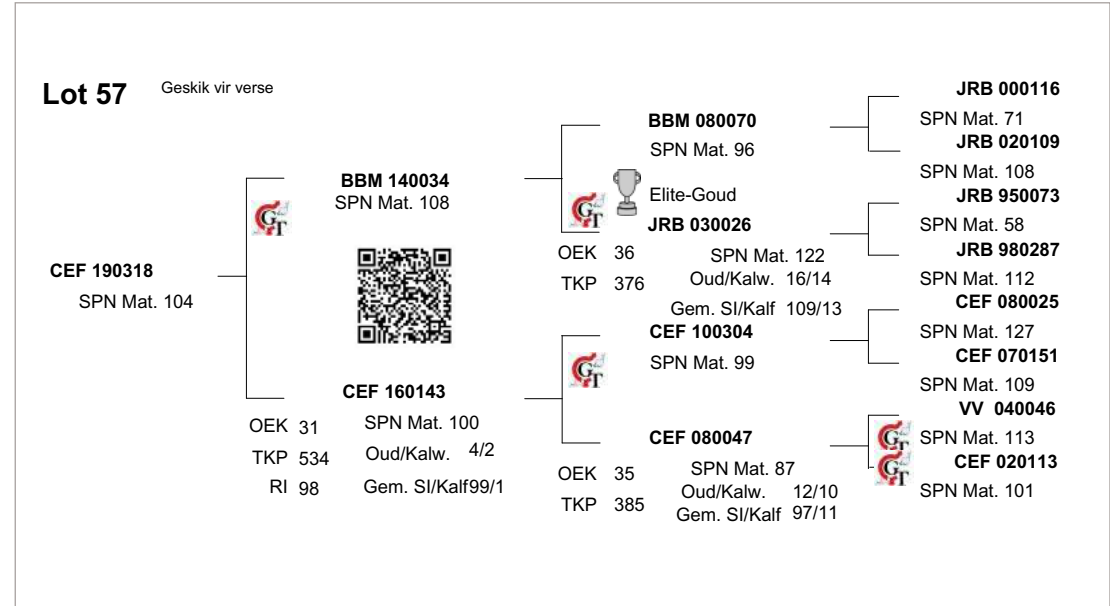 Lot 57 Geskik vir verse
CEF 190318
SPN Mat. 104
BBM 140034
SPN Mat. 108
GT
CEF 160143
OEK 31 SPN Mat. 100
TKP 534 Oud/Kalw. 4/2
RI 98 Gem. SI/Kalf99/1
BBM 080070
SPN Mat. 96
GT
Elite-Goud
JRB 030026
OEK 36 SPN Mat. 122
TKP 376 Oud/Kalw. 16/14
Gem. SI/Kalf 109/13
CEF 100304
SPN Mat. 99
GT
CEF 080047
OEK 35 SPN Mat. 87
TKP 385 Oud/Kalw. 12/10
Gem. SI/Kalf 97/11
JRB 000116
SPN Mat. 71
JRB 020109
SPN Mat. 108
JRB 950073
SPN Mat. 58
JRB 980287
SPN Mat. 112
CEF 080025
SPN Mat. 127
CEF 070151
SPN Mat. 109
VV 040046
GT
SPN Mat. 113
CEF 020113
GT
SPN Mat. 101